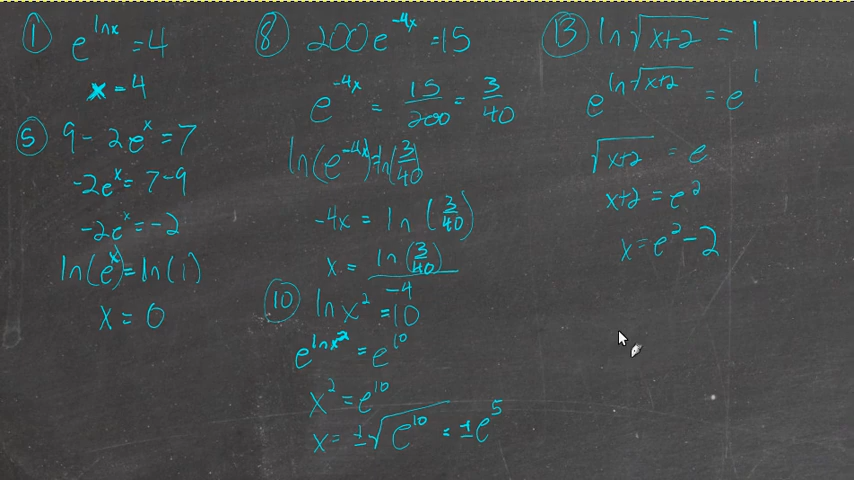 ① e^{ln x} = 4
x = 4
⑤ 9 - 2e^x = 7
-2e^x = 7-9
-2e^x = -2
ln(e^x) = ln(1)
x = 0
⑧ 200e^{-4x} = 15
e^{-4x} = 15/200 = 3/40
ln(e^{-4x}) = ln(3/40)
-4x = ln(3/40)
x = ln(3/40)/-4
⑩ ln x^2 = 10
e^{ln x^2} = e^{10}
x^2 = e^{10}
x = ±√(e^{10}) = ±e^5
⑬ ln √(x+2) = 1
e^{ln √(x+2)} = e^1
√(x+2) = e
x+2 = e^2
x = e^2 - 2